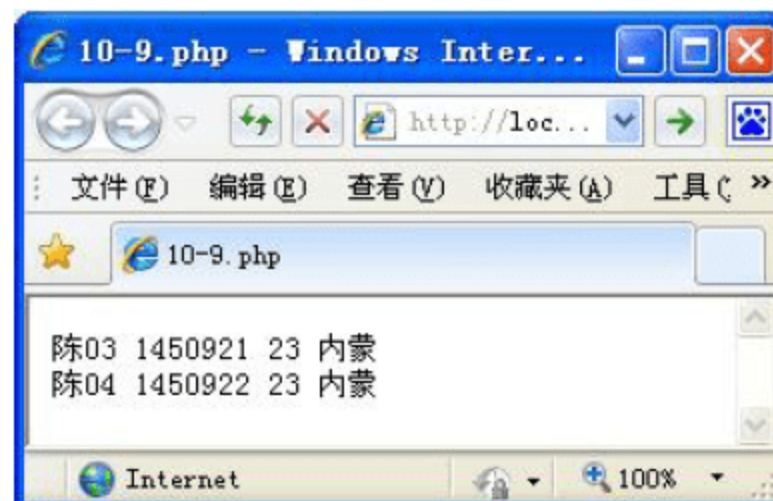 10-9.php - Windows Inter...
http://loc...
文件(F) 编辑(E) 查看(V) 收藏夹(A) 工具( »
10-9.php
陈03 1450921 23 内蒙
陈04 1450922 23 内蒙
Internet 100%